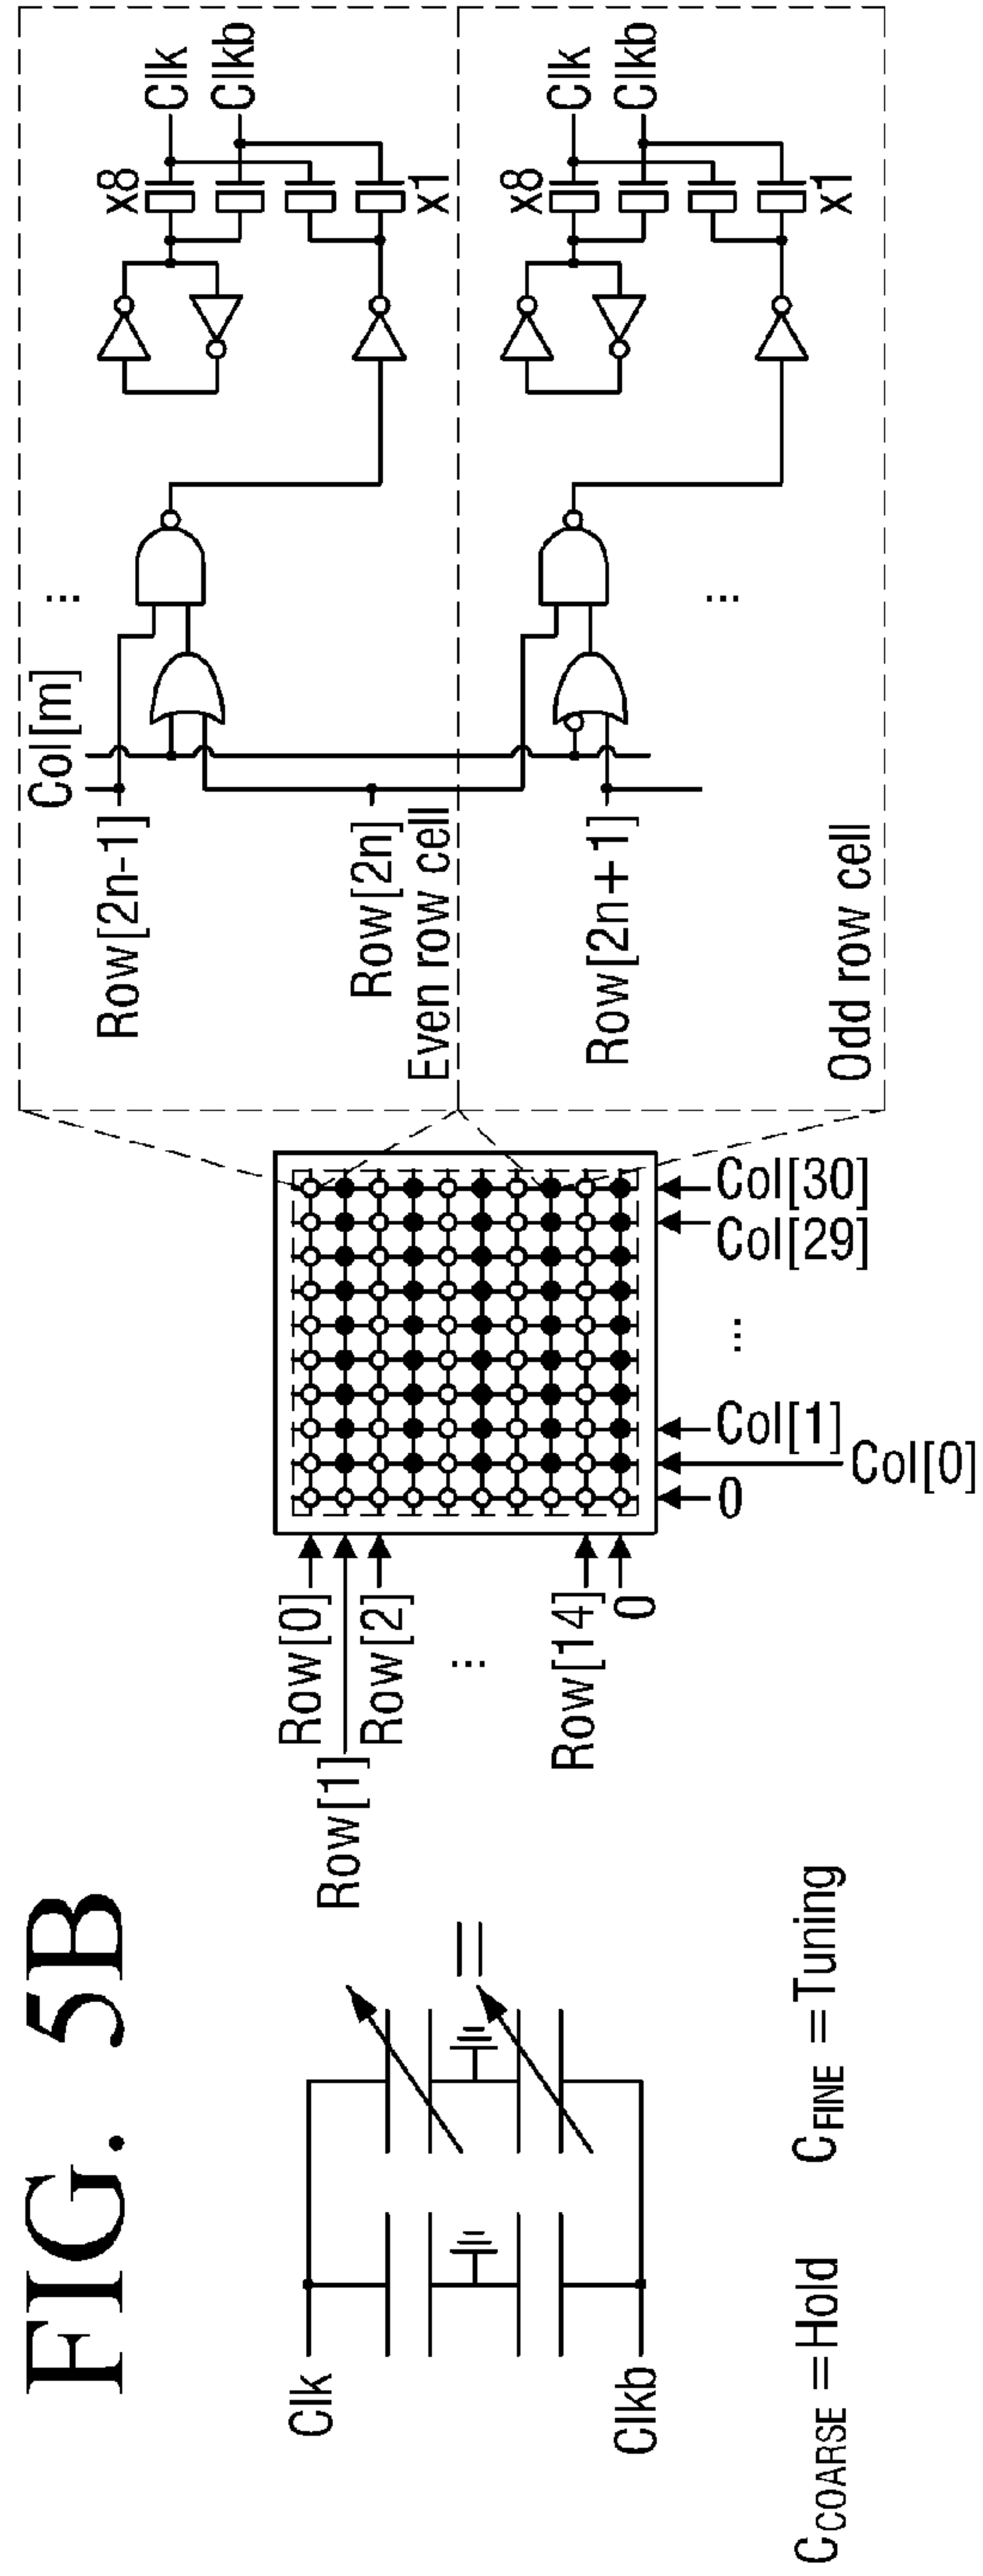 FIG. 5B
Clk
Clkb
C_COARSE =Hold
C_FINE =Tuning
=
Row[0]
Row[1]
Row[2]
...
Row[14]
0
0
Col[0]
Col[1]
...
Col[29]
Col[30]
Col[m]
...
Row[2n-1]
Row[2n]
Even row cell
x8
Clk
Clkb
x1
Row[2n+1]
Odd row cell
...
x8
Clk
Clkb
x1